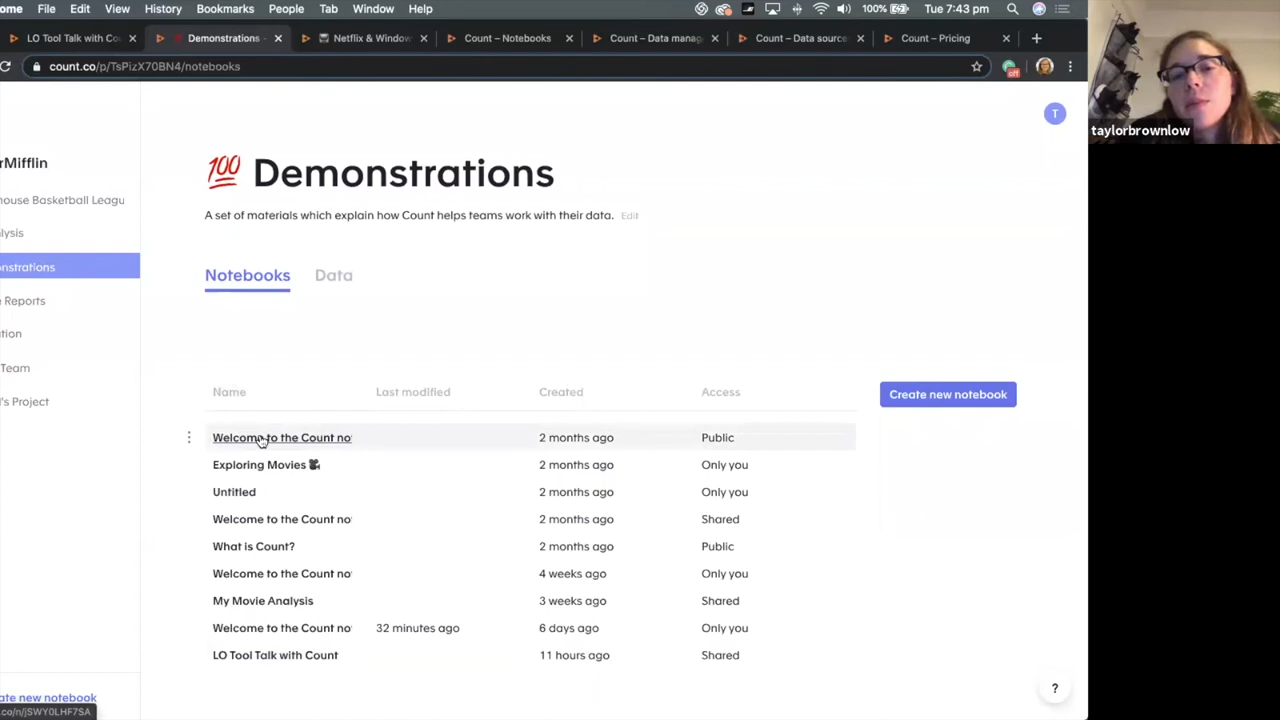 File Edit View History Bookmarks People Tab Window Help 100% Tue 7:43 pm
LO Tool Talk with Co Demonstrations - Netflix & Window Count – Notebooks Count – Data manag Count – Data source Count – Pricing
count.co/p/TsPizX70BN4/notebooks
off
taylorbrownlow
T
rMifflin
house Basketball Leagu
lysis
onstrations
e Reports
ation
Team
l's Project
ate new notebook
.co/n/jSWY0LHF7SA
💯 Demonstrations
A set of materials which explain how Count helps teams work with their data. Edit
Notebooks Data
Name Last modified Created Access
Create new notebook
Welcome to the Count no 2 months ago Public
Exploring Movies 🎥 2 months ago Only you
Untitled 2 months ago Only you
Welcome to the Count no 2 months ago Shared
What is Count? 2 months ago Public
Welcome to the Count no 4 weeks ago Only you
My Movie Analysis 3 weeks ago Shared
Welcome to the Count no 32 minutes ago 6 days ago Only you
LO Tool Talk with Count 11 hours ago Shared
?